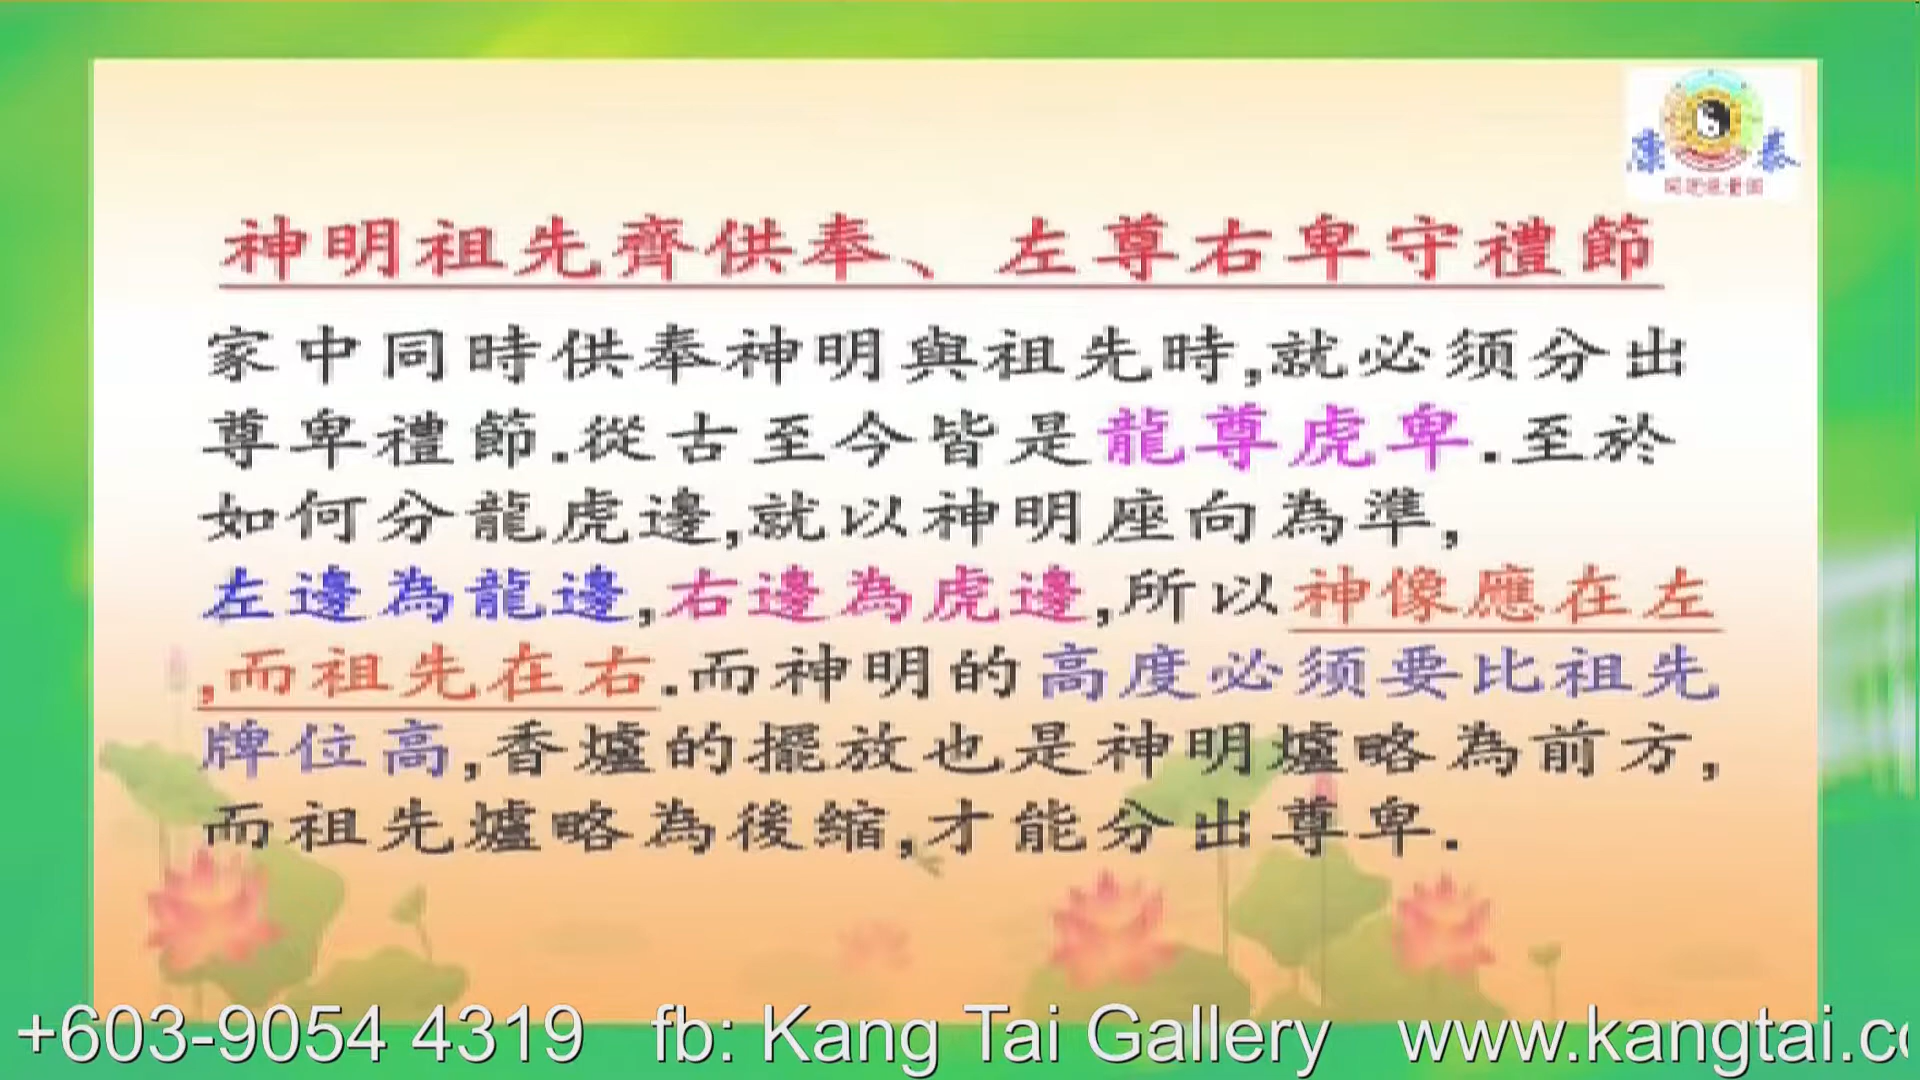 康 泰
神明祖先齊供奉、 左尊右卑守禮節
家中同時供奉神明與祖先時,就必須分出
尊卑禮節.從古至今皆是龍尊虎卑.至於
如何分龍虎邊,就以神明座向為準,
左邊為龍邊,右邊為虎邊,所以神像應在左
,而祖先在右.而神明的高度必須要比祖先
牌位高,香爐的擺放也是神明爐略為前方,
而祖先爐略為後縮,才能分出尊卑.
+603-9054 4319 fb: Kang Tai Gallery www.kangtai.co